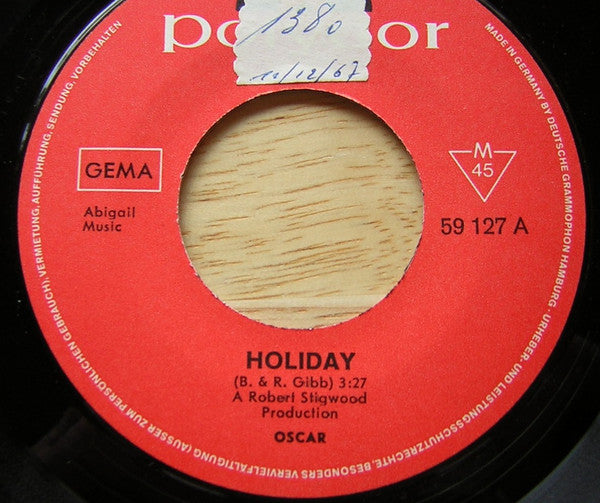 po or
1380
11/12/67
GEMA
Abigail
Music
M
45
59 127 A
HOLIDAY
(B. & R. Gibb) 3:27
A Robert Stigwood
Production
OSCAR
MADE IN GERMANY BY DEUTSCHE GRAMMOPHON HAMBURG · URHEBER- UND LEISTUNGSSCHUTZRECHTE, BESONDERS VERVIELFÄLTIGUNG (AUSSER ZUM PERSÖNLICHEN GEBRAUCH), VERMIETUNG, AUFFÜHRUNG, SENDUNG, VORBEHALTEN